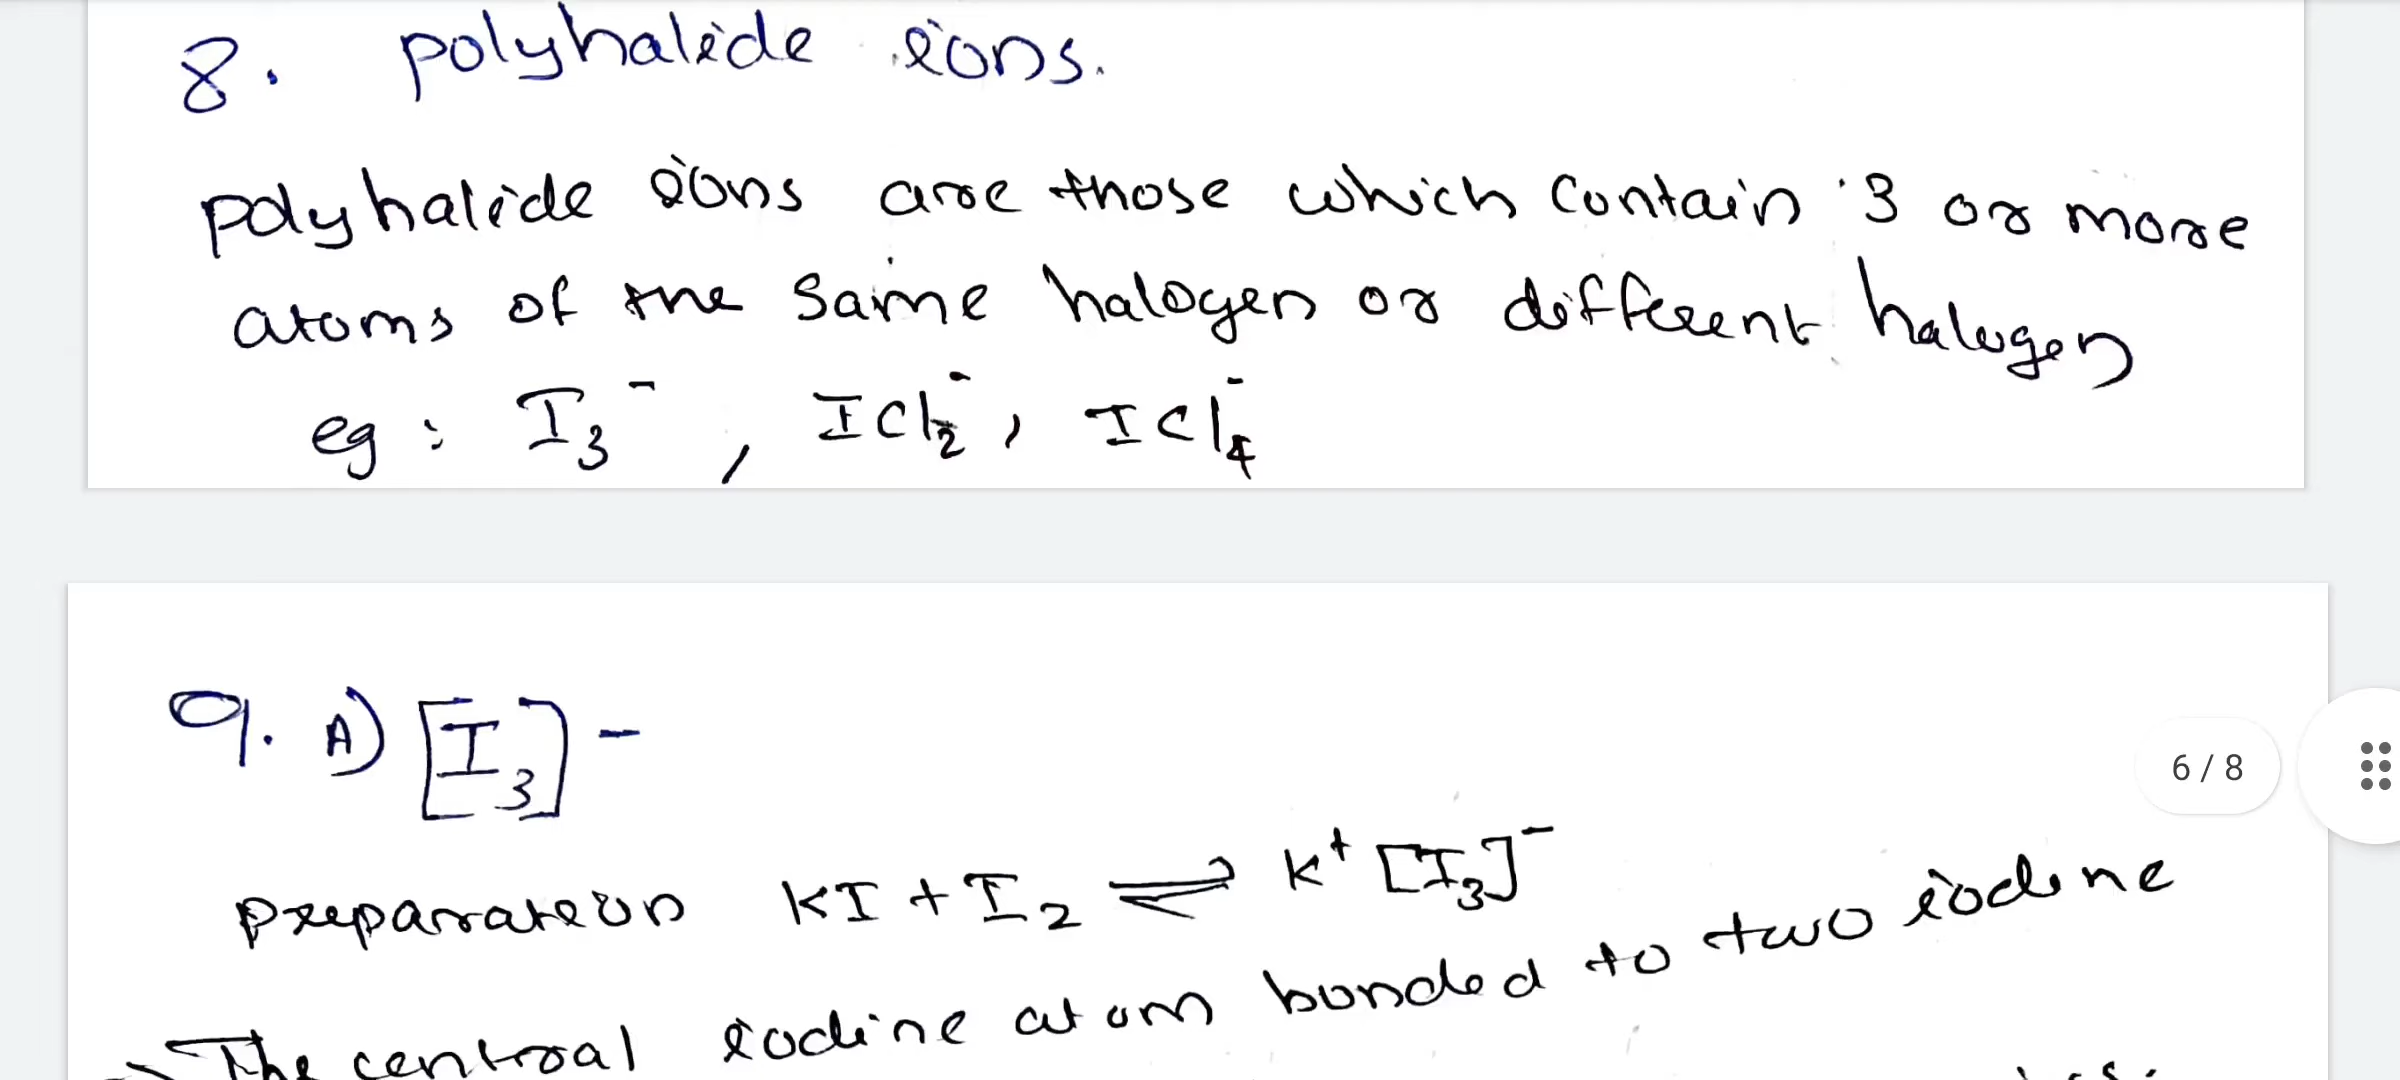 8. polyhalide ions.
polyhalide ions are those which contain 3 or more
atoms of the same halogen or different halogen
eg : I₃⁻ , ICl₂⁻ , ICl₄⁻
9. A) [I₃]⁻
preparation KI + I₂ ⇌ K⁺ [I₃]⁻
The central iodine atom bonded to two iodine
6 / 8